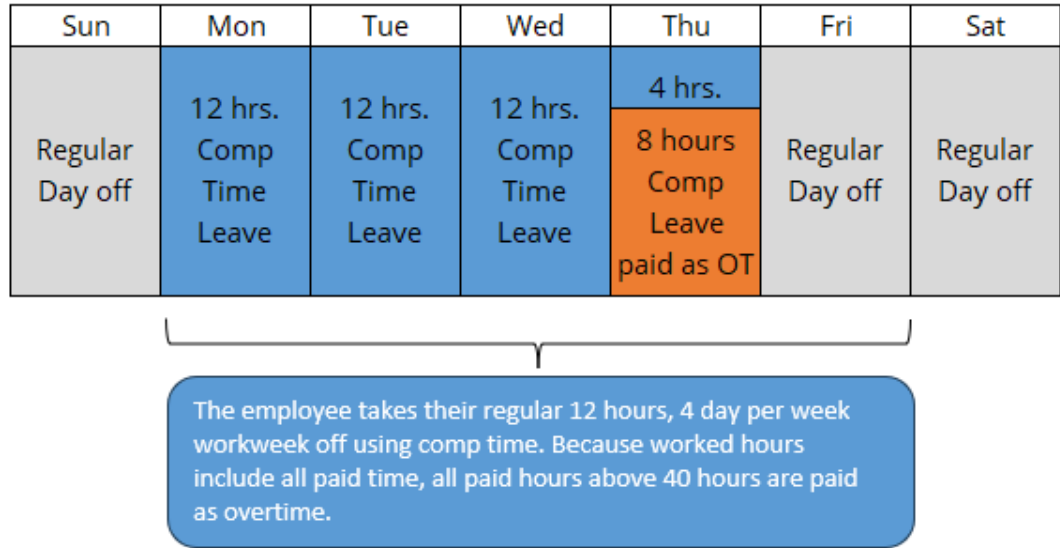 Sun Mon Tue Wed Thu Fri Sat
Regular
Day off
12 hrs.
Comp
Time
Leave
12 hrs.
Comp
Time
Leave
12 hrs.
Comp
Time
Leave
4 hrs.
8 hours
Comp
Leave
paid as OT
Regular
Day off
Regular
Day off
The employee takes their regular 12 hours, 4 day per week
workweek off using comp time. Because worked hours
include all paid time, all paid hours above 40 hours are paid
as overtime.